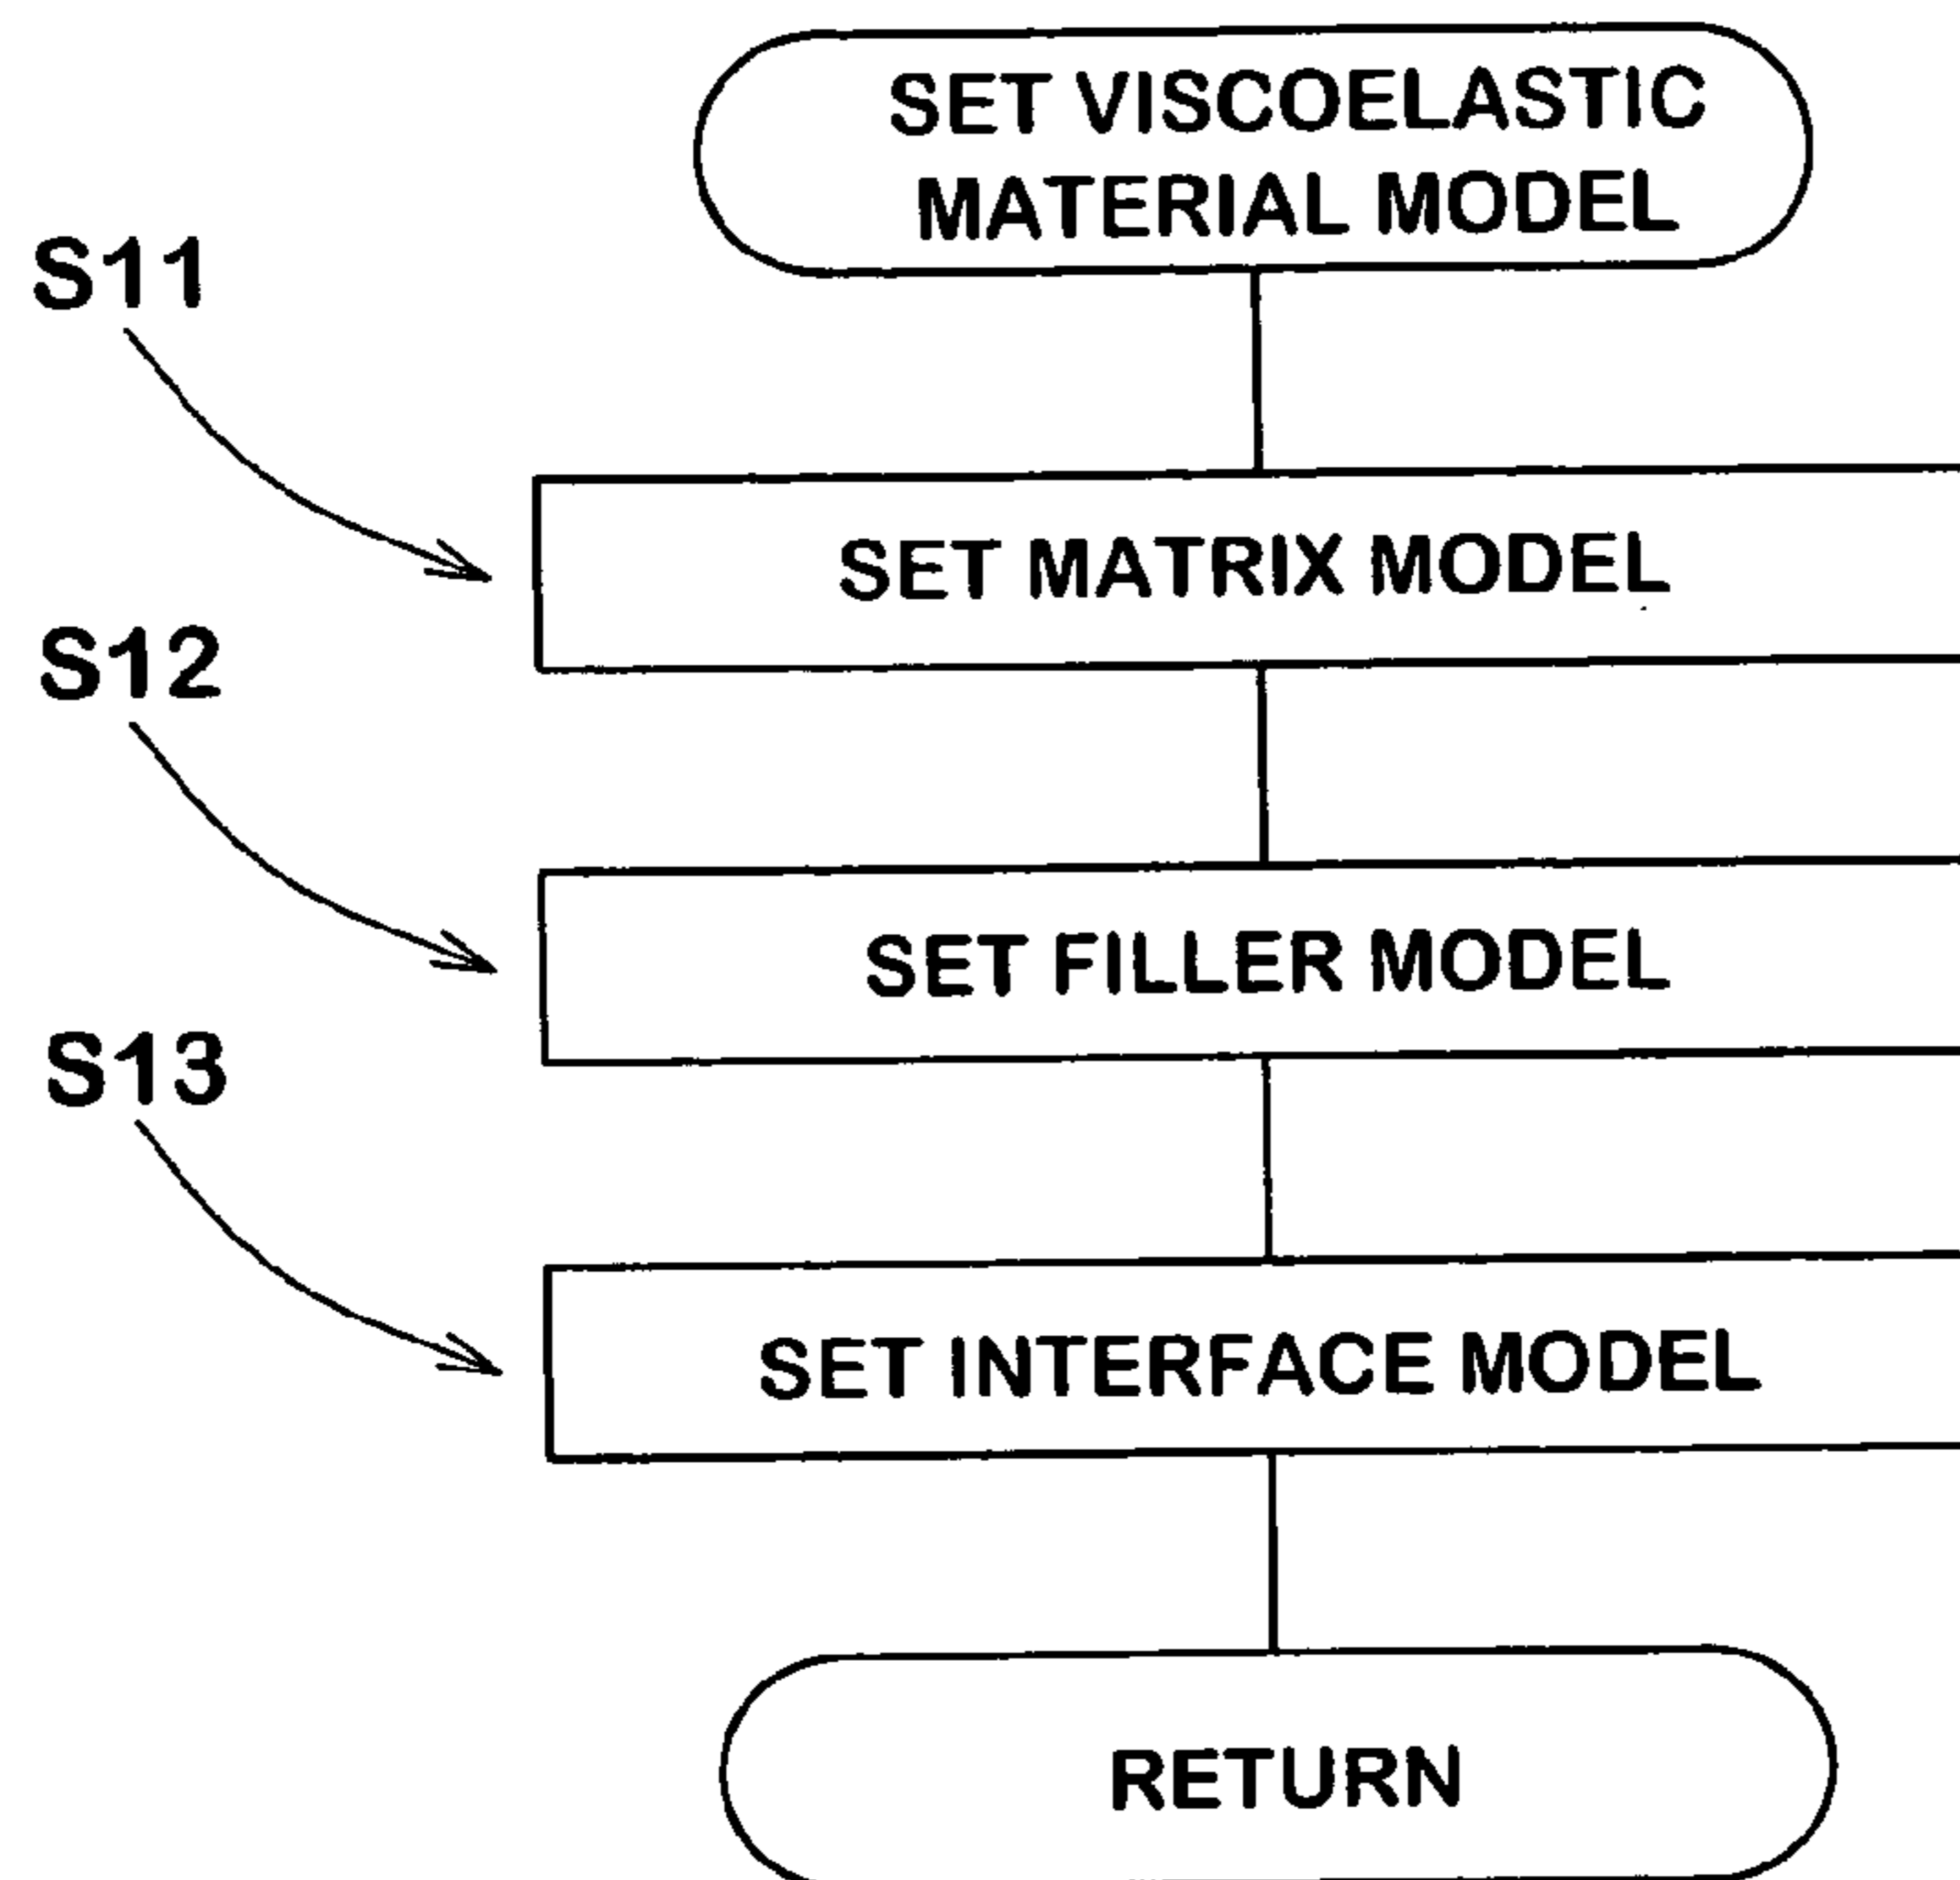 SET VISCOELASTIC
MATERIAL MODEL
S11
SET MATRIX MODEL
S12
SET FILLER MODEL
S13
SET INTERFACE MODEL
RETURN